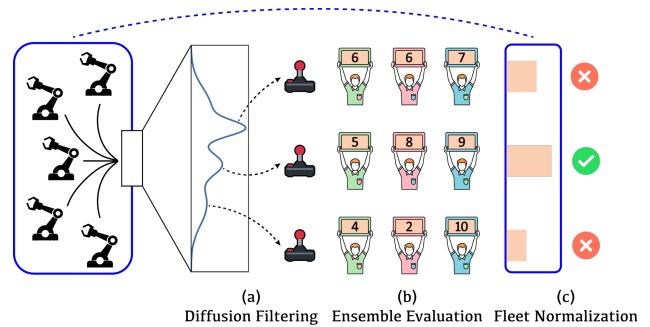 6 6 7
5 8 9
4 2 10
(a) (b) (c)
Diffusion Filtering Ensemble Evaluation Fleet Normalization